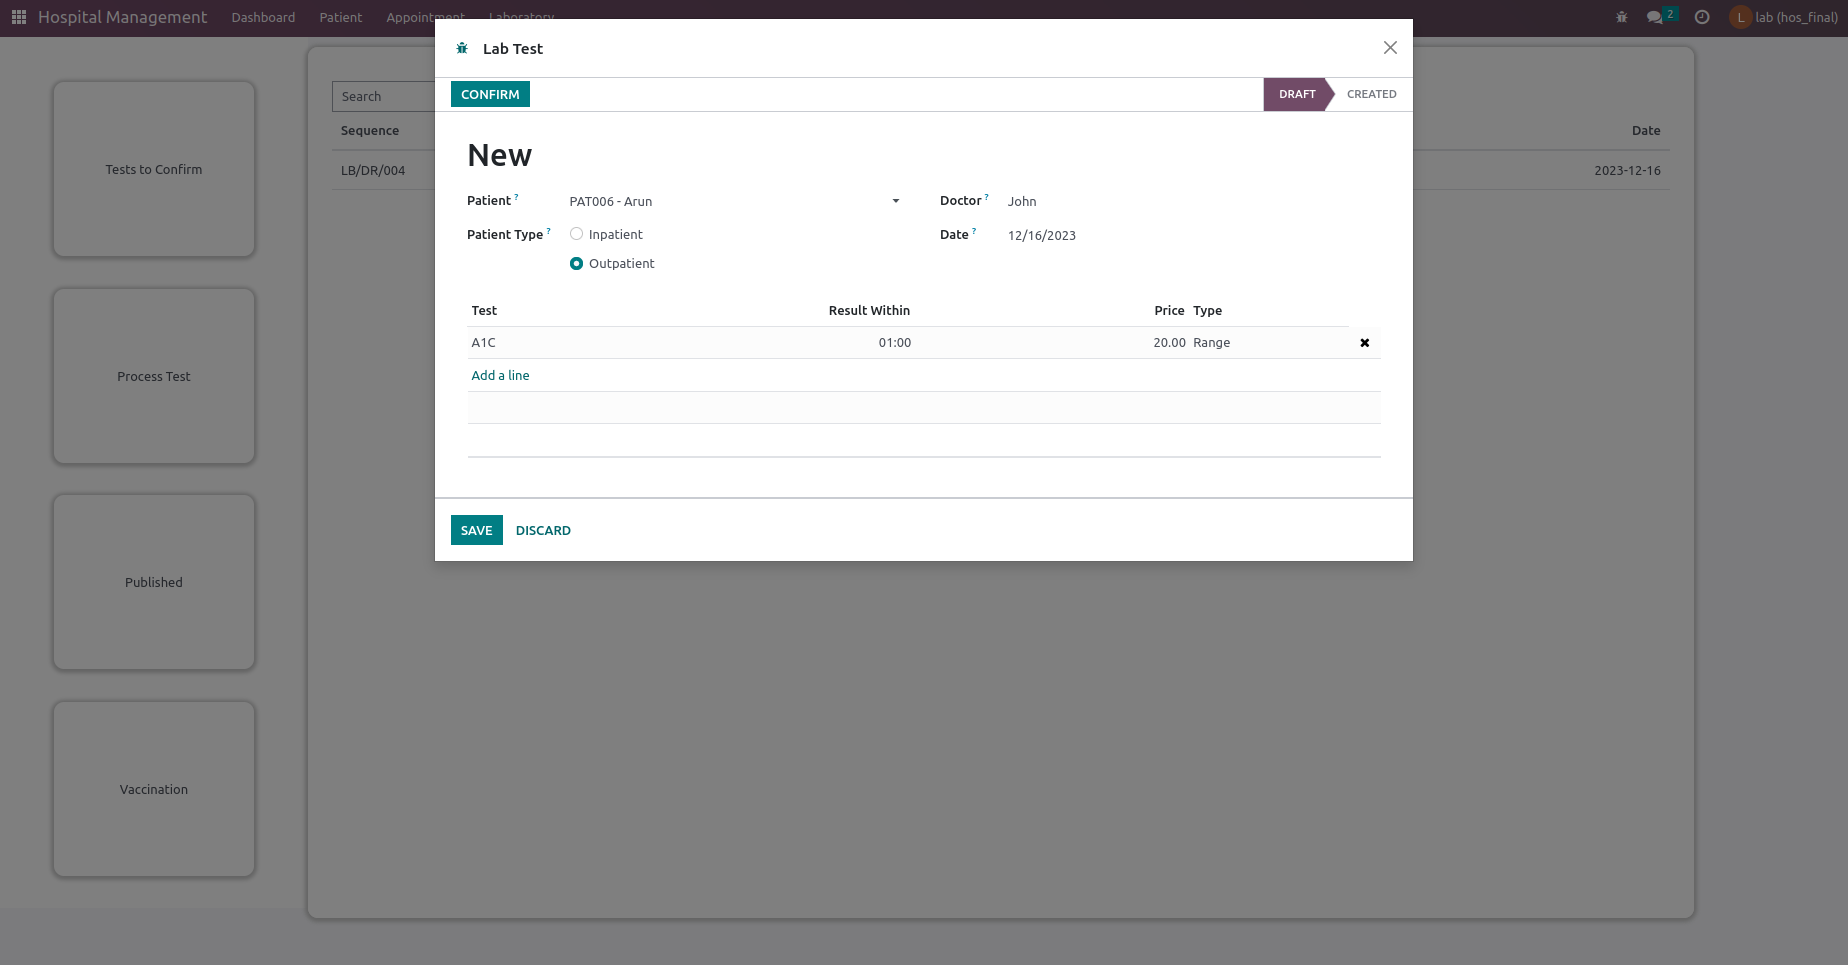 Hospital Management Dashboard Patient Appointment Laboratory 2 L lab (hos_final)
Lab Test
CONFIRM DRAFT CREATED
Search
Sequence Date
LB/DR/004 2023-12-16
Tests to Confirm
Process Test
Published
Vaccination
New
Patient ? PAT006 - Arun Doctor ? John
Patient Type ? Inpatient Date ? 12/16/2023
Outpatient
Test Result Within Price Type
A1C 01:00 20.00 Range
Add a line
SAVE DISCARD